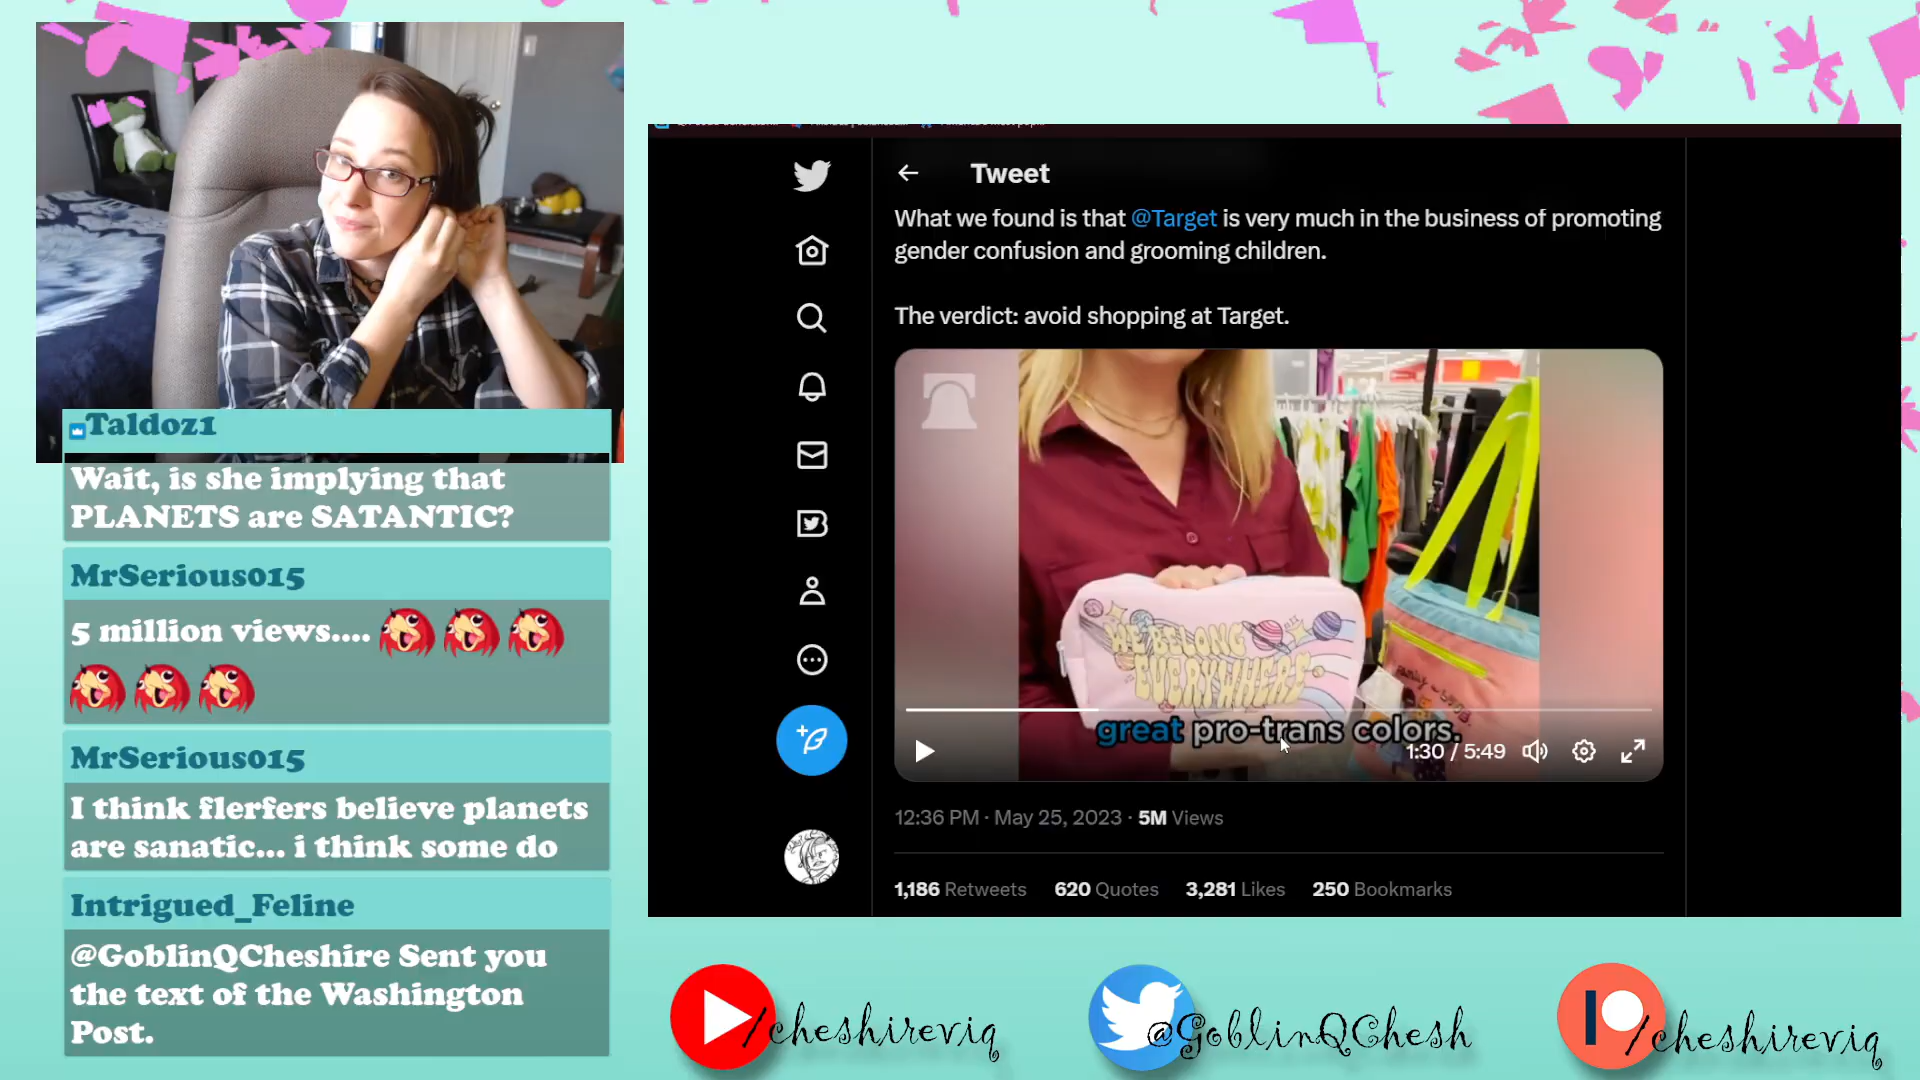 Taldoz1
Wait, is she implying that
PLANETS are SATANTIC?
MrSerious015
5 million views....
MrSerious015
I think flerfers believe planets
are sanatic... i think some do
Intrigued_Feline
@GoblinQCheshire Sent you
the text of the Washington
Post.
Tweet
What we found is that @Target is very much in the business of promoting
gender confusion and grooming children.
The verdict: avoid shopping at Target.
WE BELONG
EVERYWHERE
great pro-trans colors.
1:30 / 5:49
12:36 PM · May 25, 2023 · 5M Views
1,186 Retweets 620 Quotes 3,281 Likes 250 Bookmarks
/cheshireviq
@GoblinQChesh
/cheshireviq